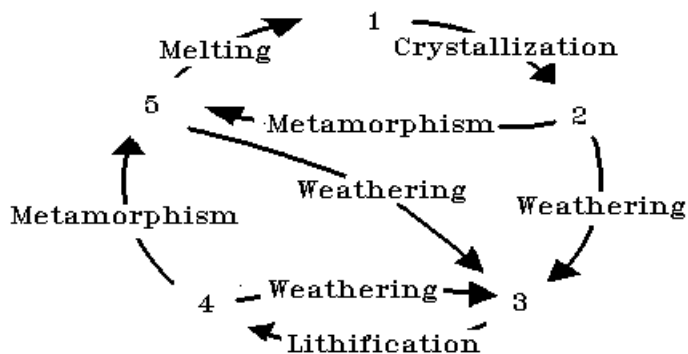 1
Melting
Crystallization
5
2
Metamorphism
Weathering
Metamorphism
Weathering
4
Weathering
3
Lithification